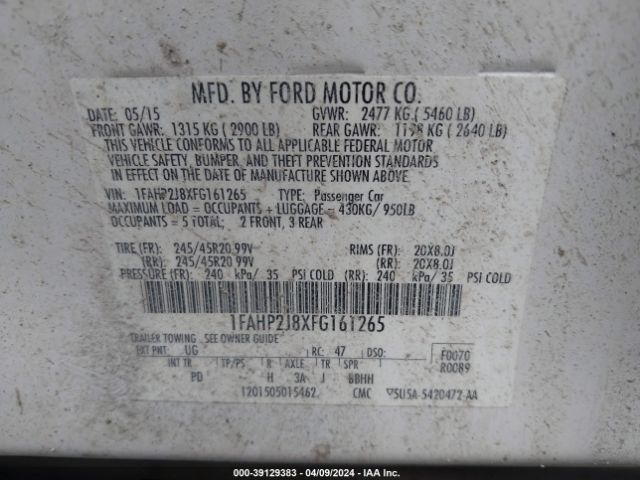 MFD. BY FORD MOTOR CO.
DATE: 05/15 GVWR: 2477 KG ( 5460 LB)
FRONT GAWR: 1315 KG ( 2900 LB) REAR GAWR: 1198 KG ( 2640 LB)
THIS VEHICLE CONFORMS TO ALL APPLICABLE FEDERAL MOTOR
VEHICLE SAFETY, BUMPER, AND THEFT PREVENTION STANDARDS
IN EFFECT ON THE DATE OF MANUFACTURE SHOWN ABOVE.
VIN: 1FAHP2J8XFG161265 TYPE: Passenger Car
MAXIMUM LOAD = OCCUPANTS + LUGGAGE = 430KG/ 950LB
OCCUPANTS = 5 TOTAL; 2 FRONT, 3 REAR
TIRE (FR): 245/45R20 99V RIMS (FR): 20X8.0J
(RR): 245/45R20 99V (RR): 20X8.0J
PRESSURE (FR): 240 kPa/ 35 PSI COLD (RR): 240 kPa/ 35 PSI COLD
1FAHP2J8XFG161265
TRAILER TOWING - SEE OWNER GUIDE
EXT PNT: UG RC: 47 DSO: F0070
INT TR TP/PS R AXLE TR SPR R0089
PD H 3A J BBHH
1201505015462 CMC ▽5U5A-5420472-AA
000-39129383 - 04/09/2024 - IAA Inc.